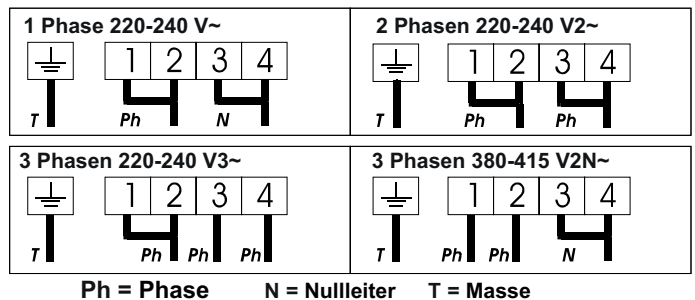 1 Phase 220-240 V~
1 2 3 4
T Ph N
2 Phasen 220-240 V2~
1 2 3 4
T Ph Ph
3 Phasen 220-240 V3~
1 2 3 4
T Ph Ph Ph
3 Phasen 380-415 V2N~
1 2 3 4
T Ph Ph N
Ph = Phase N = Nullleiter T = Masse